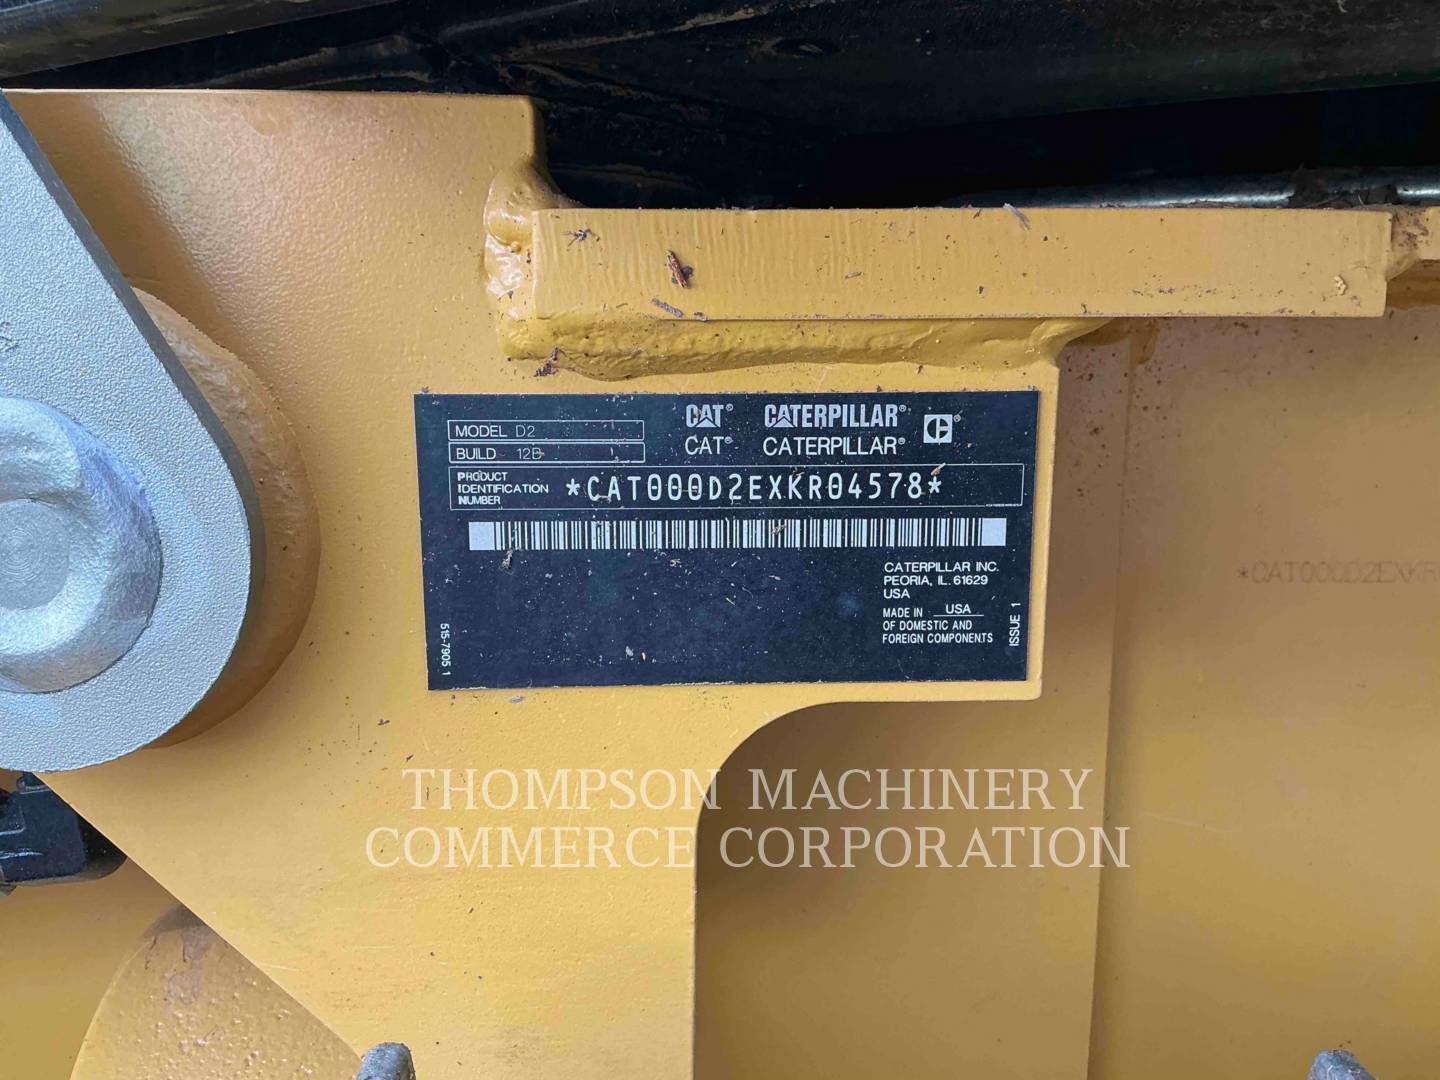 CAT® CATERPILLAR®
CAT® CATERPILLAR®
MODEL D2
BUILD 12B
PRODUCT
IDENTIFICATION
NUMBER
*CAT000D2EXKR04578*
CATERPILLAR INC.
PEORIA, IL 61629
USA
MADE IN USA
OF DOMESTIC AND
FOREIGN COMPONENTS
ISSUE 1
515-7905 1
*CAT000D2EXKR
THOMPSON MACHINERY
COMMERCE CORPORATION